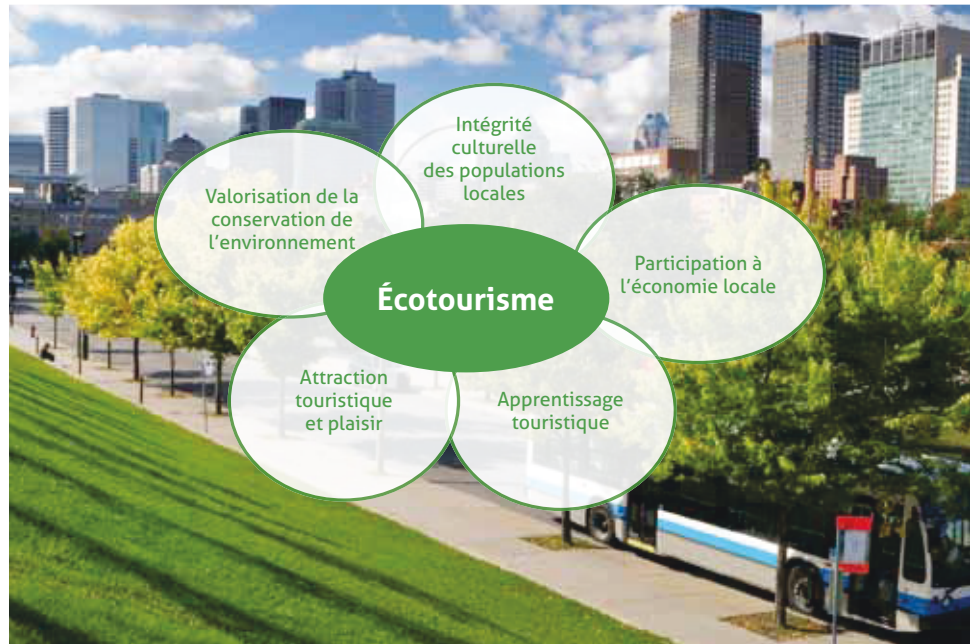 Intégrité
culturelle
des populations
locales
Valorisation de la
conservation de
l'environnement
Participation à
l'économie locale
Écotourisme
Attraction
touristique
et plaisir
Apprentissage
touristique